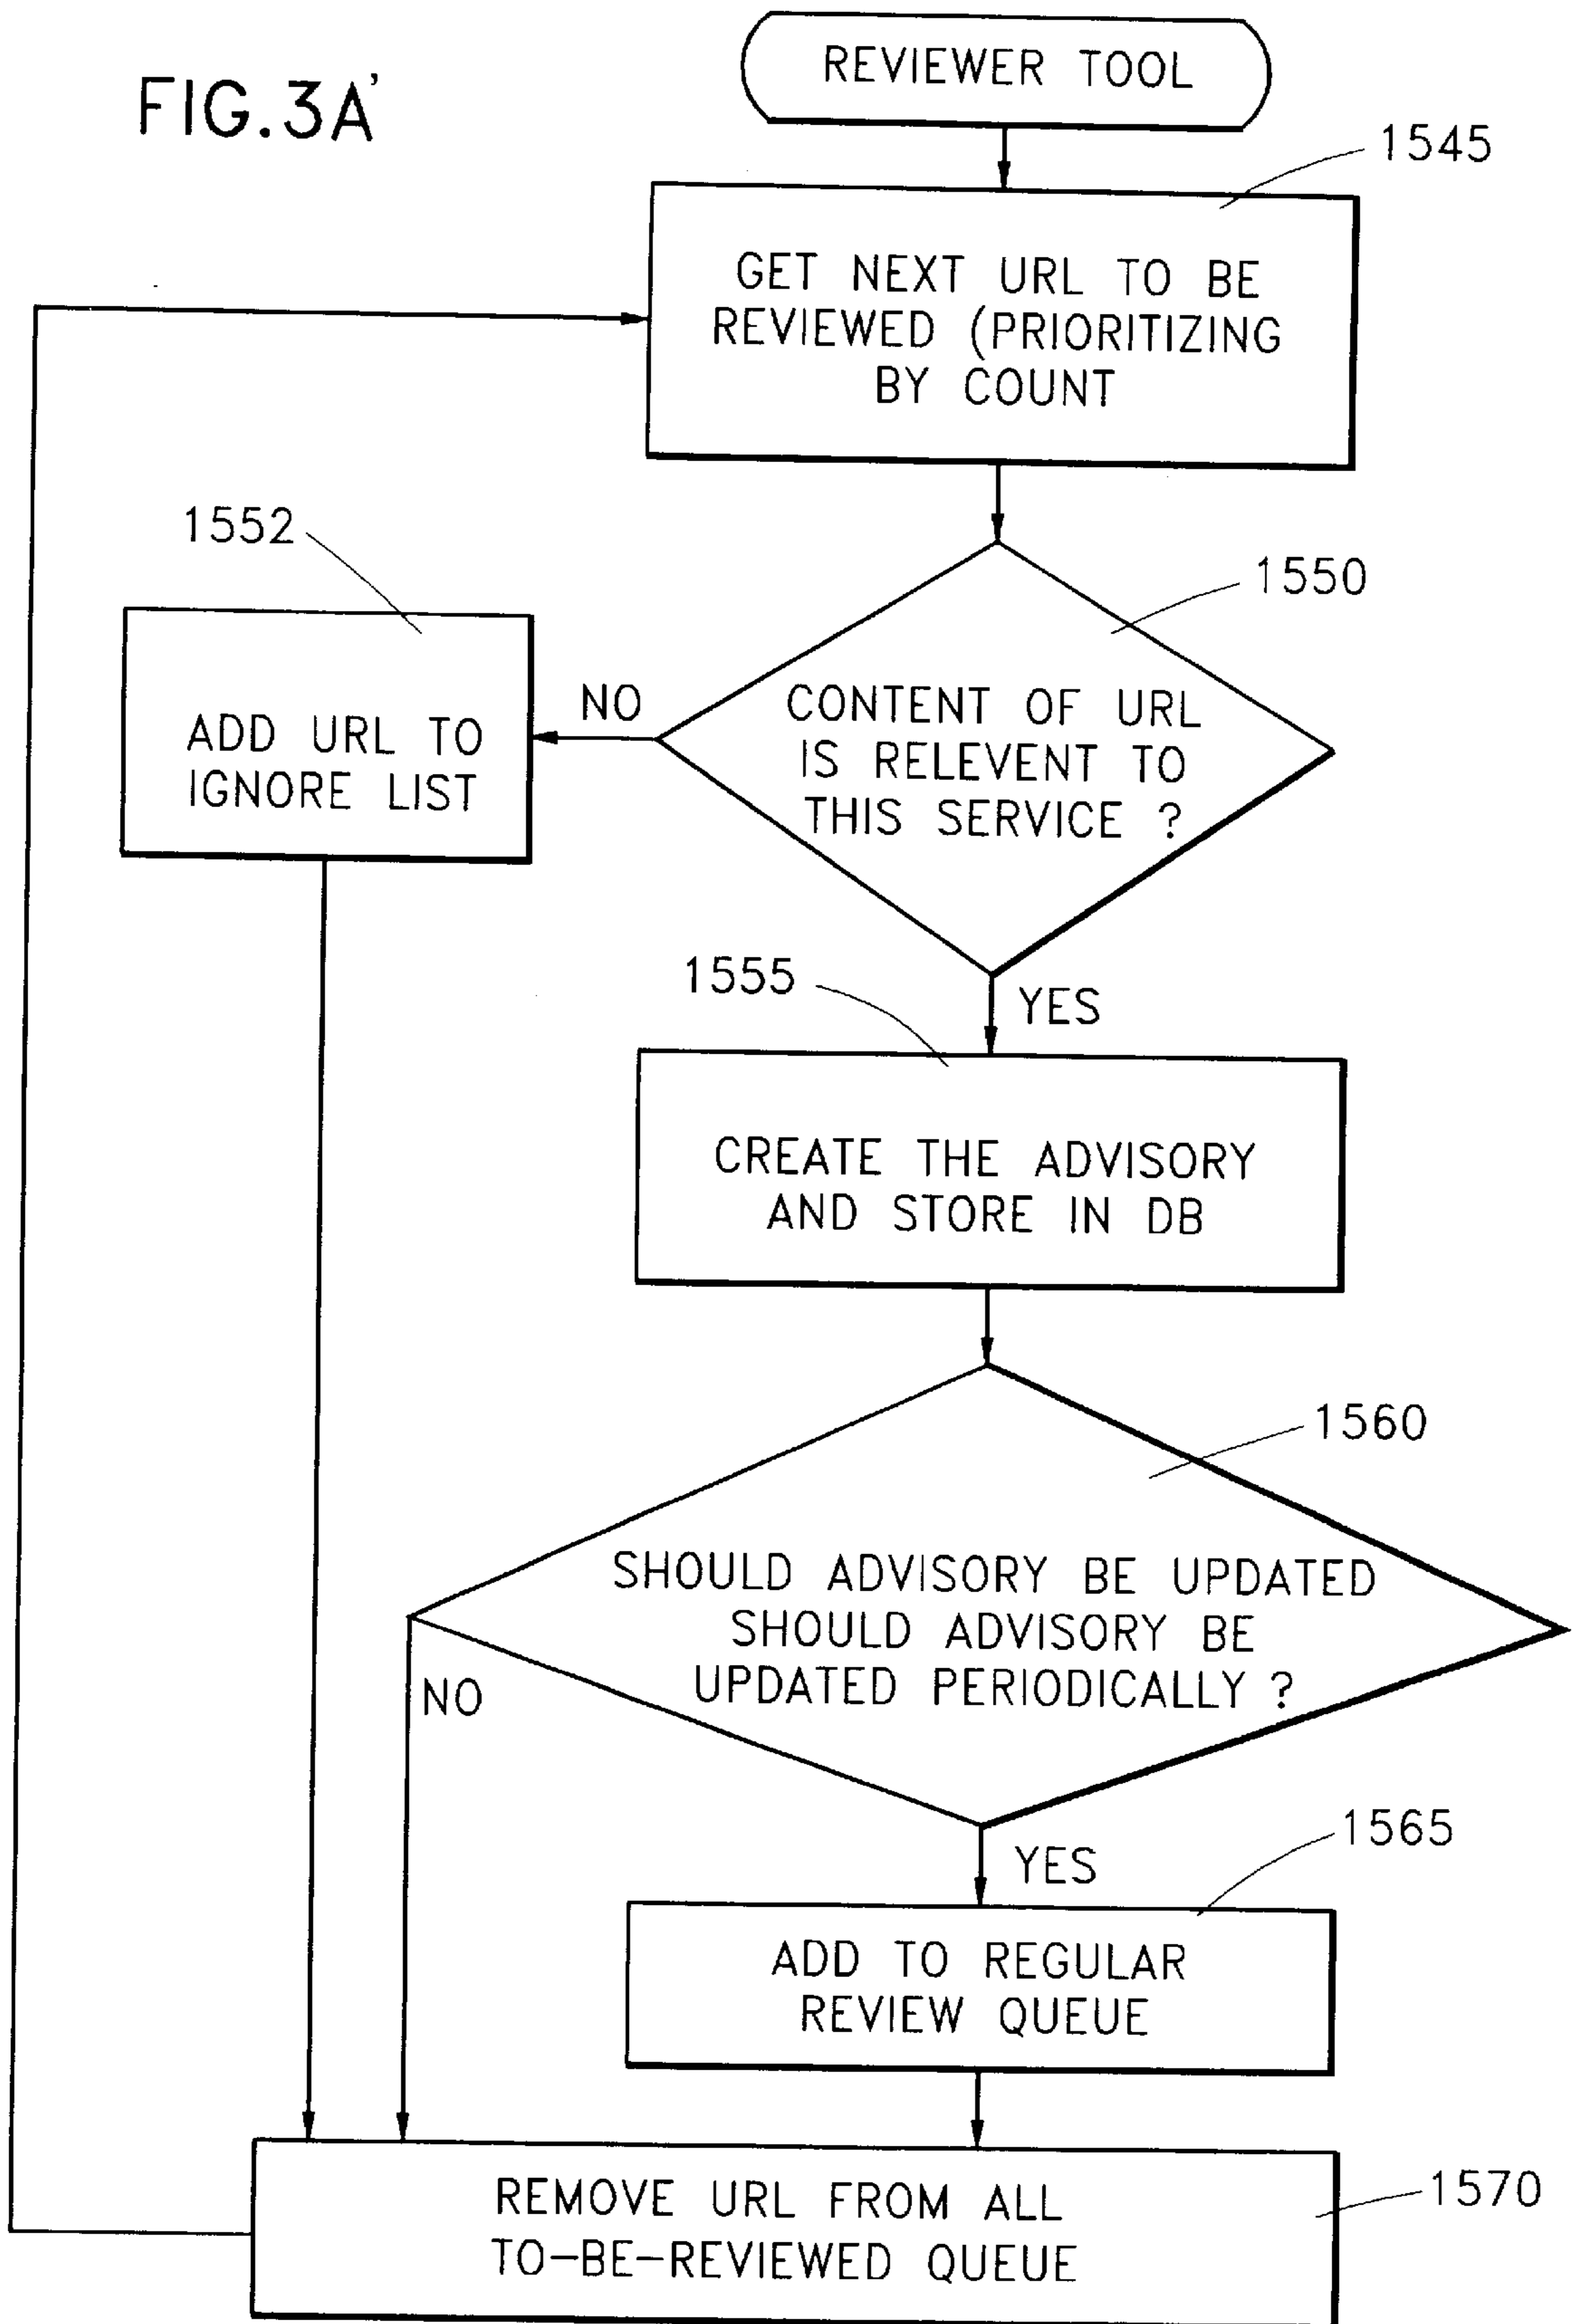 FIG.3A'
REVIEWER TOOL
1545
GET NEXT URL TO BE
REVIEWED (PRIORITIZING
BY COUNT
1552
1550
NO
CONTENT OF URL
IS RELEVENT TO
THIS SERVICE ?
ADD URL TO
IGNORE LIST
1555
YES
CREATE THE ADVISORY
AND STORE IN DB
1560
SHOULD ADVISORY BE UPDATED
SHOULD ADVISORY BE
UPDATED PERIODICALLY ?
NO
1565
YES
ADD TO REGULAR
REVIEW QUEUE
1570
REMOVE URL FROM ALL
TO-BE-REVIEWED QUEUE